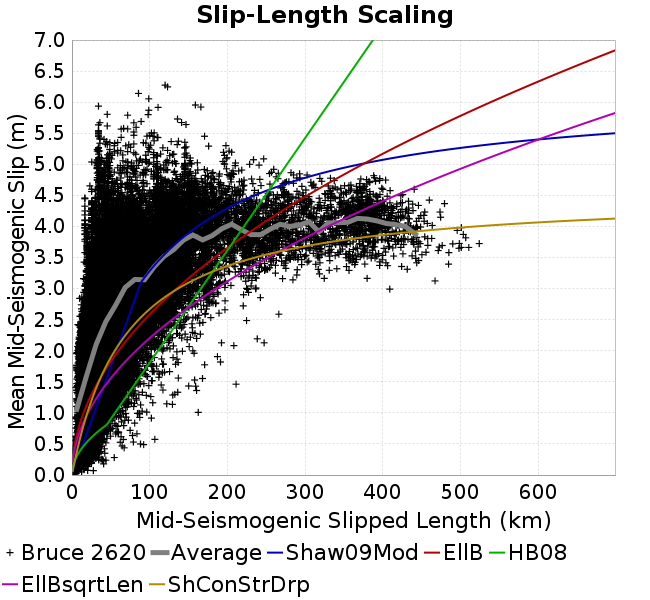 Slip-Length Scaling
Mean Mid-Seismogenic Slip (m)
7.0
6.5
6.0
5.5
5.0
4.5
4.0
3.5
3.0
2.5
2.0
1.5
1.0
0.5
0.0
0 100 200 300 400 500 600
Mid-Seismogenic Slipped Length (km)
Bruce 2620 Average Shaw09Mod EllB HB08
EllBsqrtLen ShConStrDrp